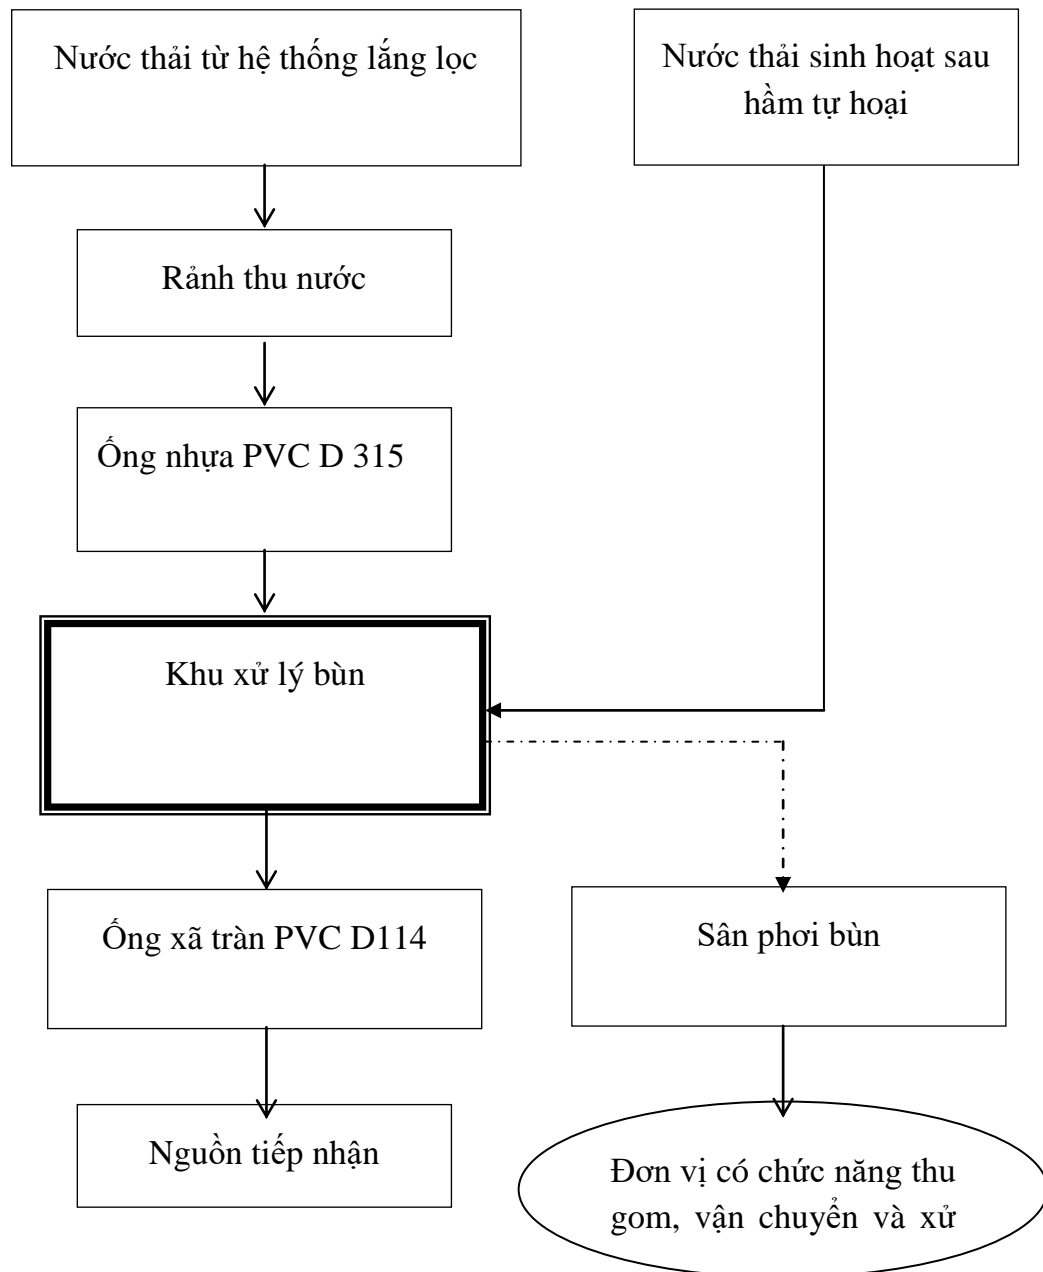 Nước thải từ hệ thống lắng lọc
Nước thải sinh hoạt sau
hầm tự hoại
Rảnh thu nước
Ống nhựa PVC D 315
Khu xử lý bùn
Ống xã tràn PVC D114
Sân phơi bùn
Nguồn tiếp nhận
Đơn vị có chức năng thu
gom, vận chuyển và xử